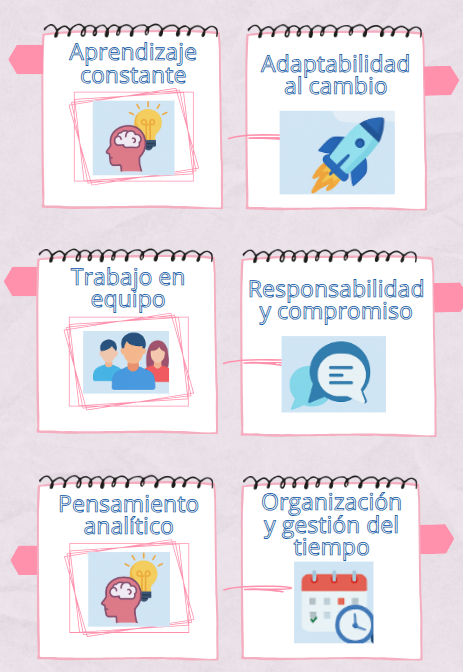 Aprendizaje
constante
Adaptabilidad
al cambio
Trabajo en
equipo
Responsabilidad
y compromiso
Pensamiento
analítico
Organización
y gestión del
tiempo